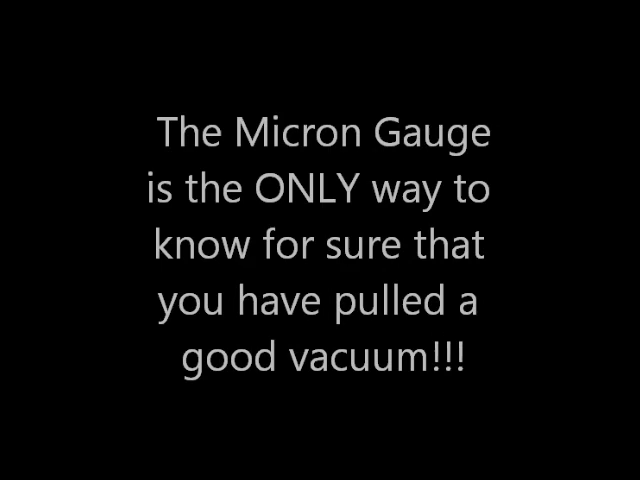 The Micron Gauge
is the ONLY way to
know for sure that
you have pulled a
good vacuum!!!